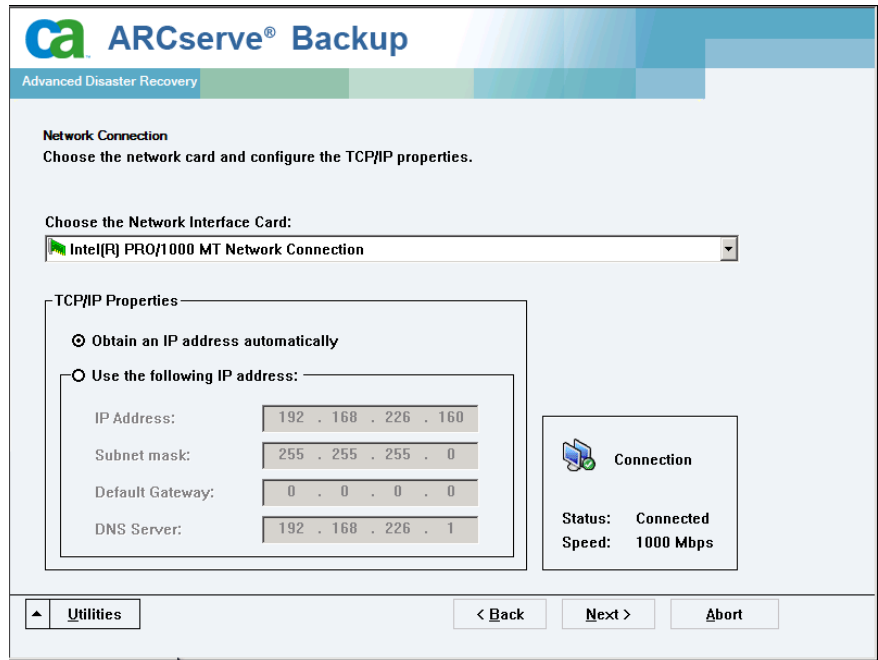 ca™ ARCserve® Backup
Advanced Disaster Recovery
Network Connection
Choose the network card and configure the TCP/IP properties.
Choose the Network Interface Card:
Intel(R) PRO/1000 MT Network Connection
TCP/IP Properties
Obtain an IP address automatically
Use the following IP address:
IP Address: 192 . 168 . 226 . 160
Subnet mask: 255 . 255 . 255 . 0
Default Gateway: 0 . 0 . 0 . 0
DNS Server: 192 . 168 . 226 . 1
Connection
Status: Connected
Speed: 1000 Mbps
Utilities < Back Next > Abort